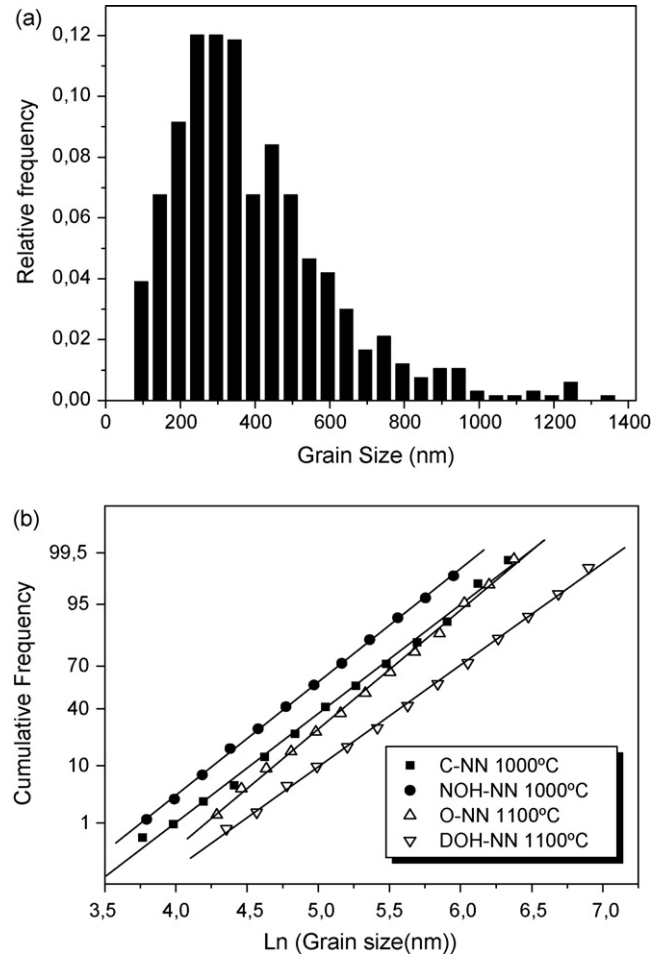 (a)
0,12
0,10
0,08
0,06
0,04
0,02
0,00
Relative frequency
0 200 400 600 800 1000 1200 1400
Grain Size (nm)
(b)
99,5
95
70
40
10
1
Cumulative Frequency
C-NN 1000ºC
NOH-NN 1000ºC
O-NN 1100ºC
DOH-NN 1100ºC
3,5 4,0 4,5 5,0 5,5 6,0 6,5 7,0
Ln (Grain size(nm))